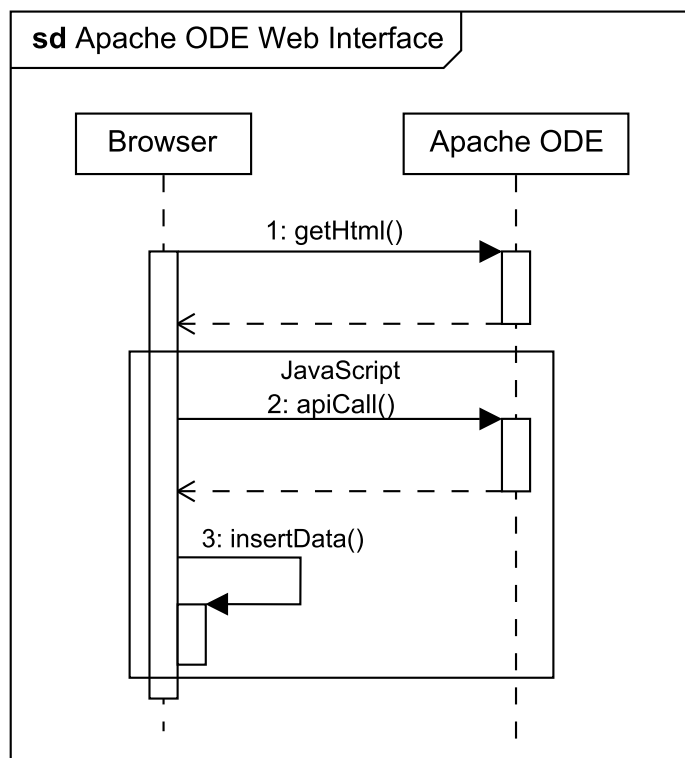 sd Apache ODE Web Interface
Browser
Apache ODE
1: getHtml()
JavaScript
2: apiCall()
3: insertData()